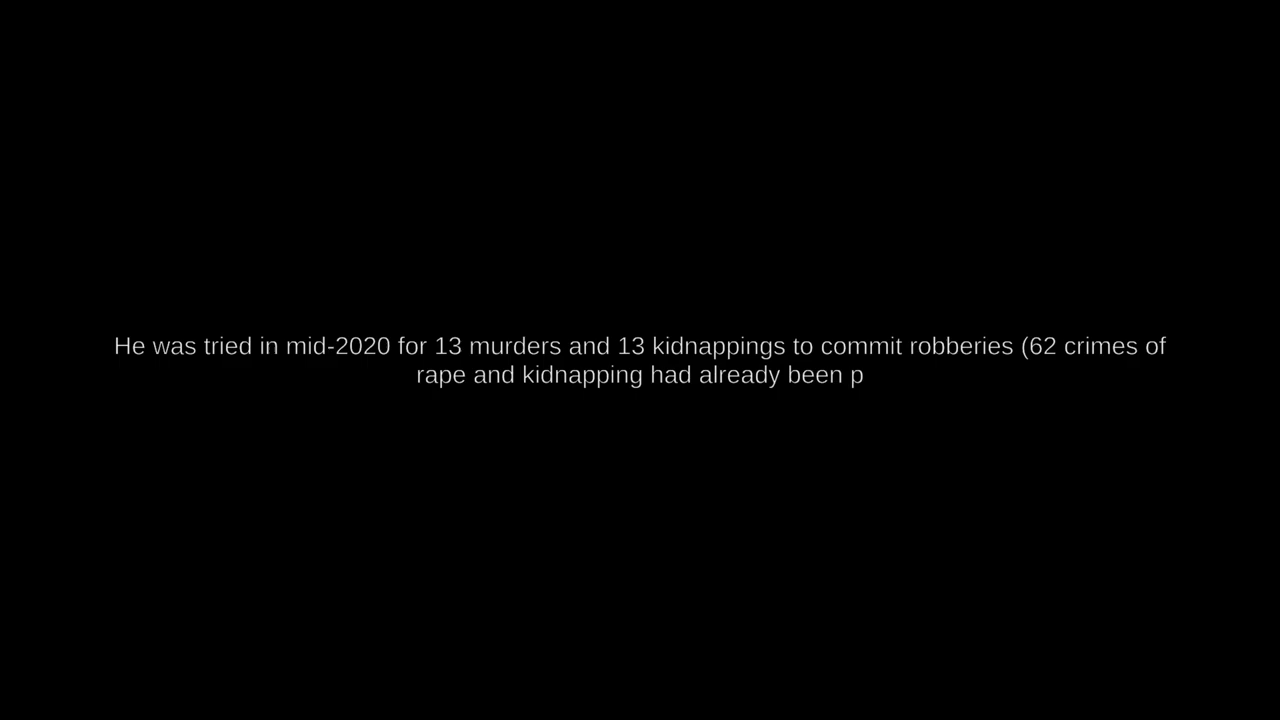 He was tried in mid-2020 for 13 murders and 13 kidnappings to commit robberies (62 crimes of
rape and kidnapping had already been p